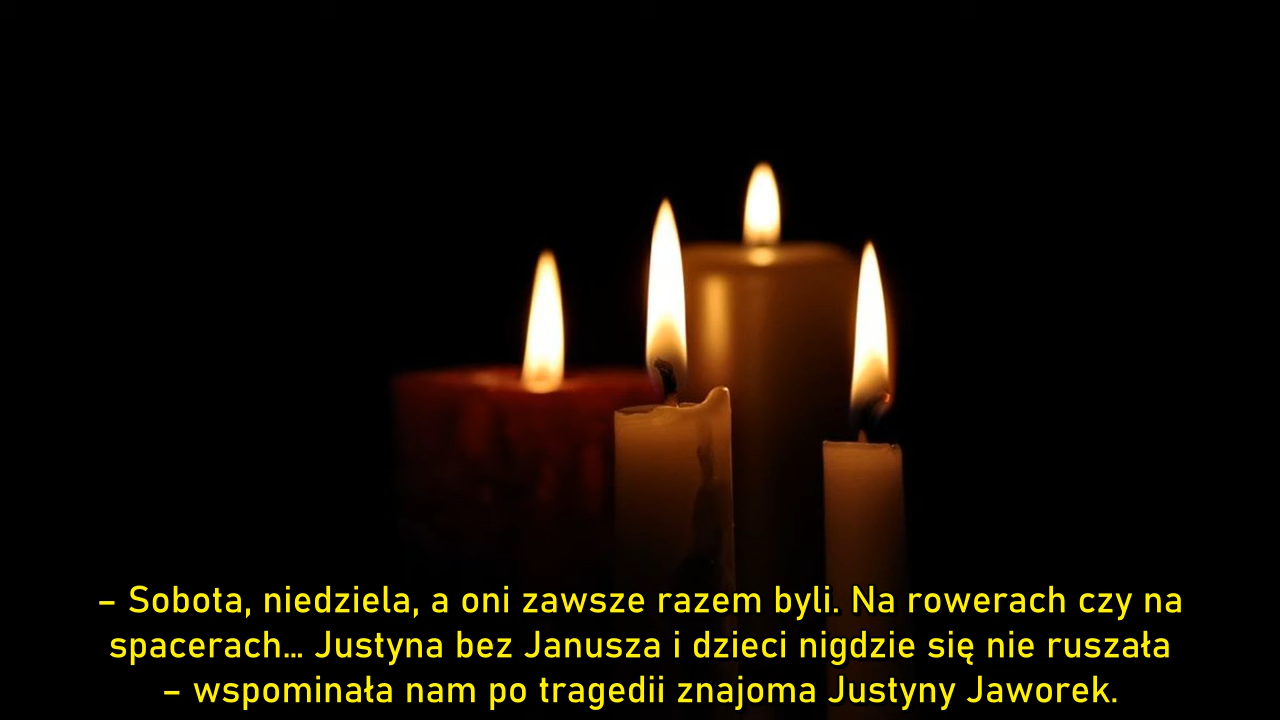 – Sobota, niedziela, a oni zawsze razem byli. Na rowerach czy na
spacerach… Justyna bez Janusza i dzieci nigdzie się nie ruszała
– wspominała nam po tragedii znajoma Justyny Jaworek.